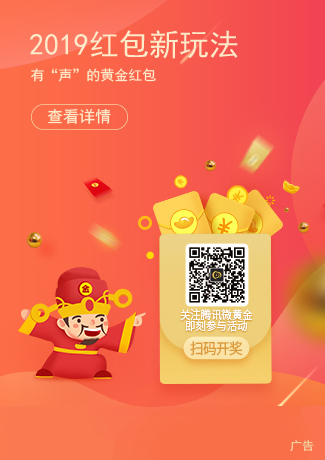 2019红包新玩法
有“声”的黄金红包
查看详情
金
关注腾讯微黄金
即刻参与活动
扫码开奖
广告